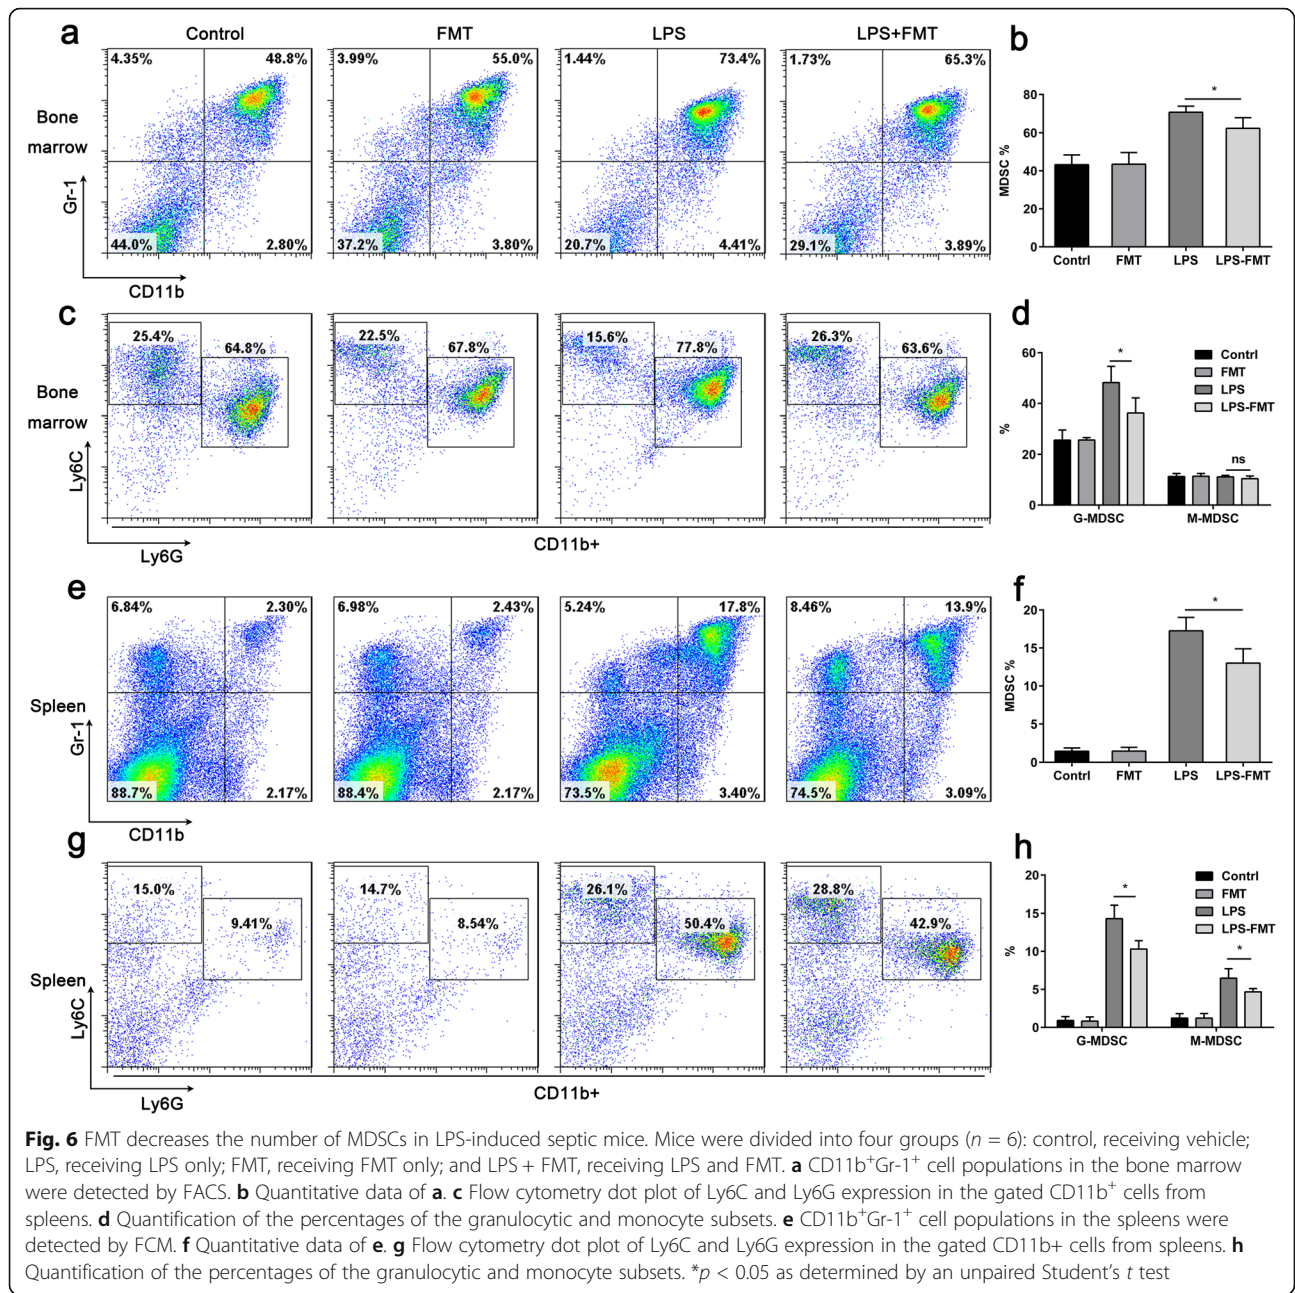 a Control FMT LPS LPS+FMT b
4.35% 48.8% 3.99% 55.0% 1.44% 73.4% 1.73% 65.3%
Bone
marrow
Gr-1
44.0% 2.80% 37.2% 3.80% 20.7% 4.41% 29.1% 3.89%
CD11b
MDSC %
80
60
40
20
0
*
Contrl FMT LPS LPS-FMT
c d
25.4% 64.8% 22.5% 67.8% 15.6% 77.8% 26.3% 63.6%
Bone
marrow
Ly6C
Ly6G
CD11b+
%
60
40
20
0
Contrl
FMT
LPS
LPS-FMT
*
ns
G-MDSC M-MDSC
e f
6.84% 2.30% 6.98% 2.43% 5.24% 17.8% 8.46% 13.9%
Spleen
Gr-1
88.7% 2.17% 88.4% 2.17% 73.5% 3.40% 74.5% 3.09%
CD11b
MDSC %
20
15
10
5
0
*
Contrl FMT LPS LPS-FMT
g h
15.0% 9.41% 14.7% 8.54% 26.1% 50.4% 28.8% 42.9%
Spleen
Ly6C
Ly6G
CD11b+
%
20
15
10
5
0
Contrl
FMT
LPS
LPS-FMT
*
*
G-MDSC M-MDSC
Fig. 6 FMT decreases the number of MDSCs in LPS-induced septic mice. Mice were divided into four groups (n = 6): control, receiving vehicle;
LPS, receiving LPS only; FMT, receiving FMT only; and LPS + FMT, receiving LPS and FMT. a CD11b⁺Gr-1⁺ cell populations in the bone marrow
were detected by FACS. b Quantitative data of a. c Flow cytometry dot plot of Ly6C and Ly6G expression in the gated CD11b⁺ cells from
spleens. d Quantification of the percentages of the granulocytic and monocyte subsets. e CD11b⁺Gr-1⁺ cell populations in the spleens were
detected by FCM. f Quantitative data of e. g Flow cytometry dot plot of Ly6C and Ly6G expression in the gated CD11b+ cells from spleens. h
Quantification of the percentages of the granulocytic and monocyte subsets. *p < 0.05 as determined by an unpaired Student's t test